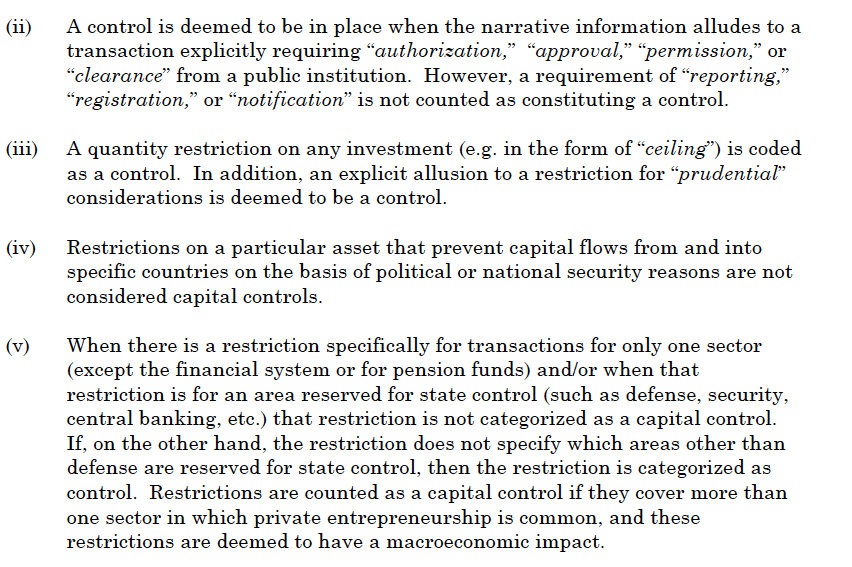 (ii) A control is deemed to be in place when the narrative information alludes to a
transaction explicitly requiring “authorization,” “approval,” “permission,” or
“clearance” from a public institution. However, a requirement of “reporting,”
“registration,” or “notification” is not counted as constituting a control.
(iii) A quantity restriction on any investment (e.g. in the form of “ceiling”) is coded
as a control. In addition, an explicit allusion to a restriction for “prudential”
considerations is deemed to be a control.
(iv) Restrictions on a particular asset that prevent capital flows from and into
specific countries on the basis of political or national security reasons are not
considered capital controls.
(v) When there is a restriction specifically for transactions for only one sector
(except the financial system or for pension funds) and/or when that
restriction is for an area reserved for state control (such as defense, security,
central banking, etc.) that restriction is not categorized as a capital control.
If, on the other hand, the restriction does not specify which areas other than
defense are reserved for state control, then the restriction is categorized as
control. Restrictions are counted as a capital control if they cover more than
one sector in which private entrepreneurship is common, and these
restrictions are deemed to have a macroeconomic impact.